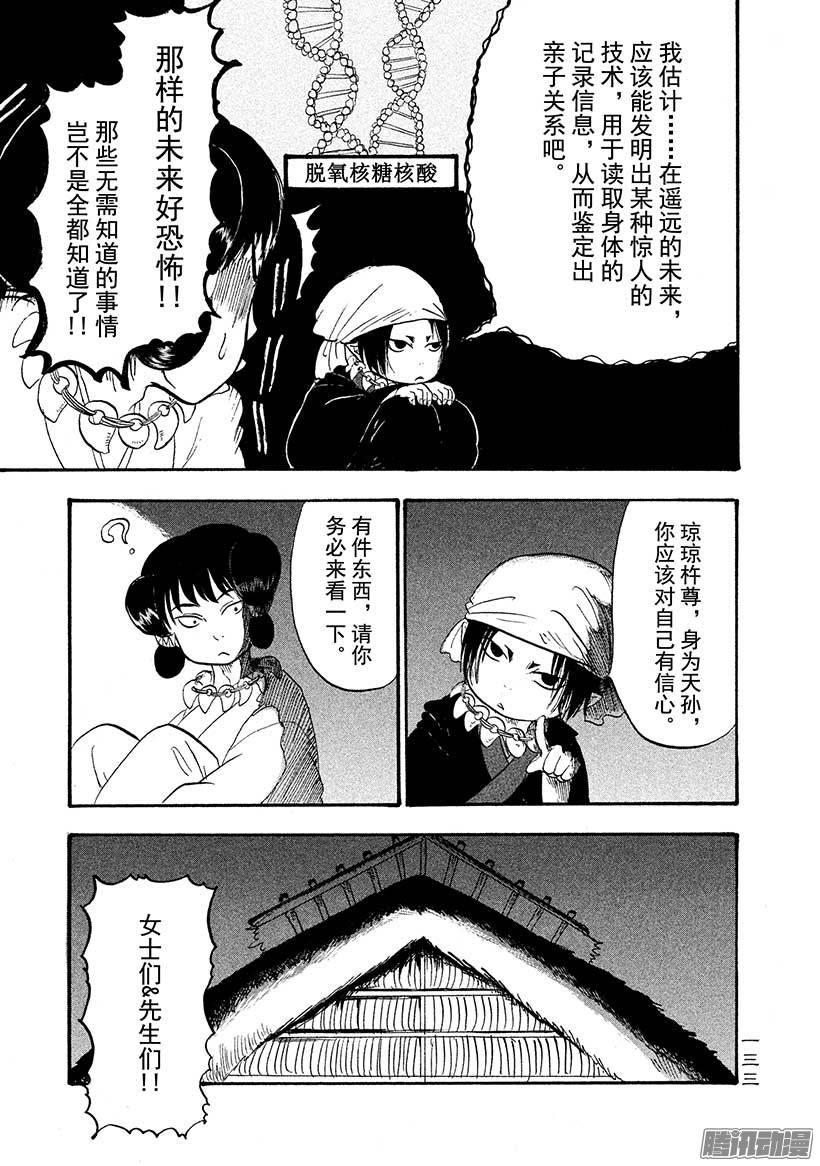 我估计……在遥远的未来，
应该能发明出某种惊人的
技术，用于读取身体的
记录信息，从而鉴定出
亲子关系吧。
脱氧核糖核酸
那样的未来好恐怖！！
那些无需知道的事情
岂不是全都知道了！！
琼琼杵尊，身为天孙，
你应该对自己有信心。
有件东西，请你
务必来看一下。
?
女士们&先生们！！
一三三
腾讯动漫